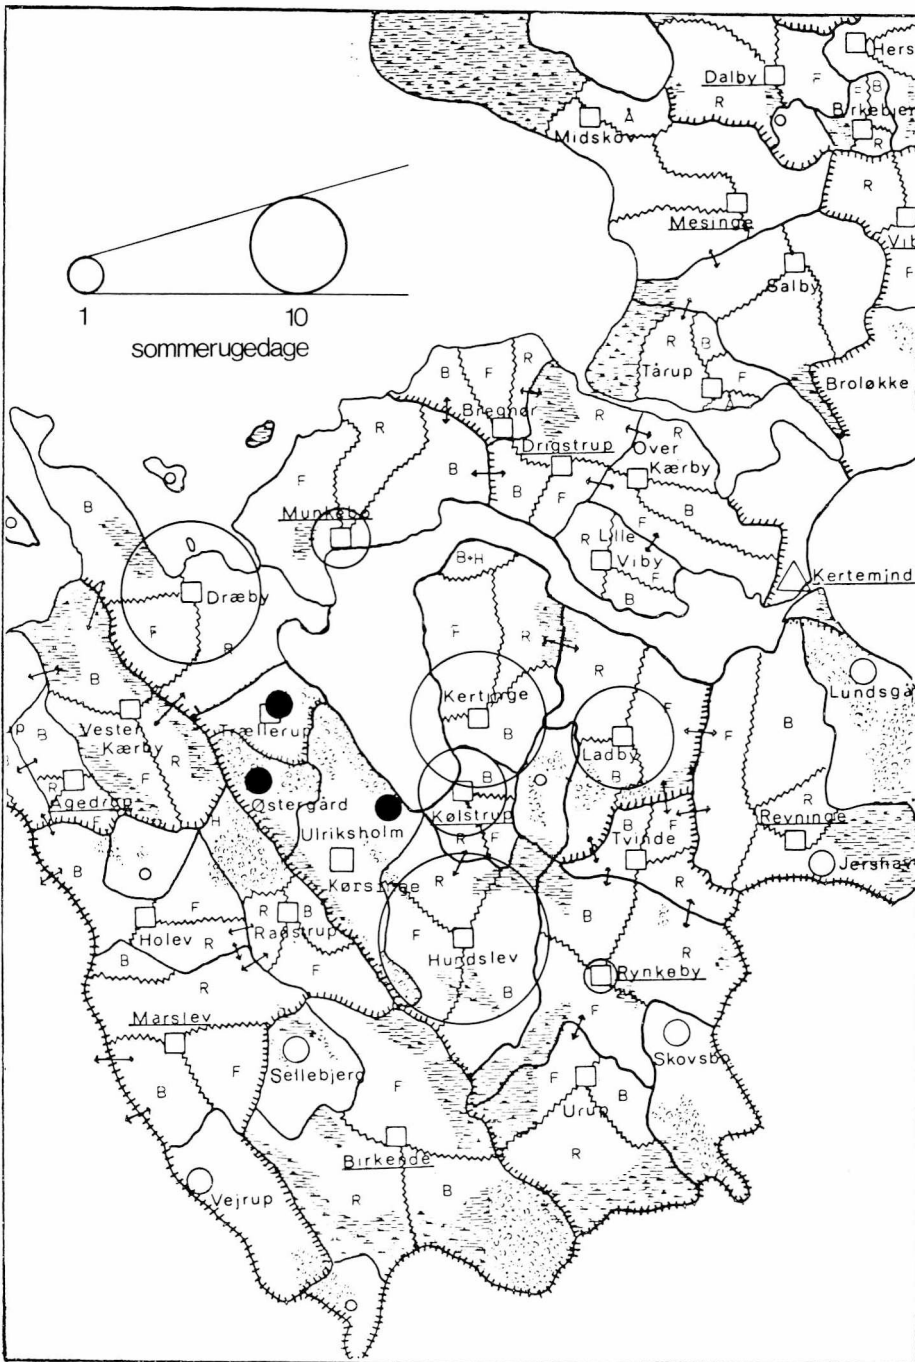 Hers
Dalby
F
F
B
R
Birkebjer
A
Midskov
R
R
Mesinge
Vib
Salby
F
1
10
sommerugedage
R
B
Tårup
F
Broløkke
B
F
R
Bregnør
R
R
Drigstrup
Over
Kærby
R
B
F
B
F
F
B
Munkebo
R
Lille
Viby
F
B
B+H
Kertemind
B
Dræby
F
R
F
R
R
F
Lundsgå
Kertinge
B
Trællerup
Vester
Kærby
B
R
F
Ladby
B
F
B
p
B
R
Agedrup
F
Østergård
H
B
Kølstrup
R
F
Ulriksholm
B
F
Tvinde
R
Revninge
Jershav
Kørsinge
B
F
R
Holev
R
B
Radstrup
F
R
F
Hundslev
B
B
R
R
Rynkeby
F
B
R
Marslev
B
F
Sellebjerg
F
Skovsbo
F
B
Urup
R
Birkende
R
B
Vejrup